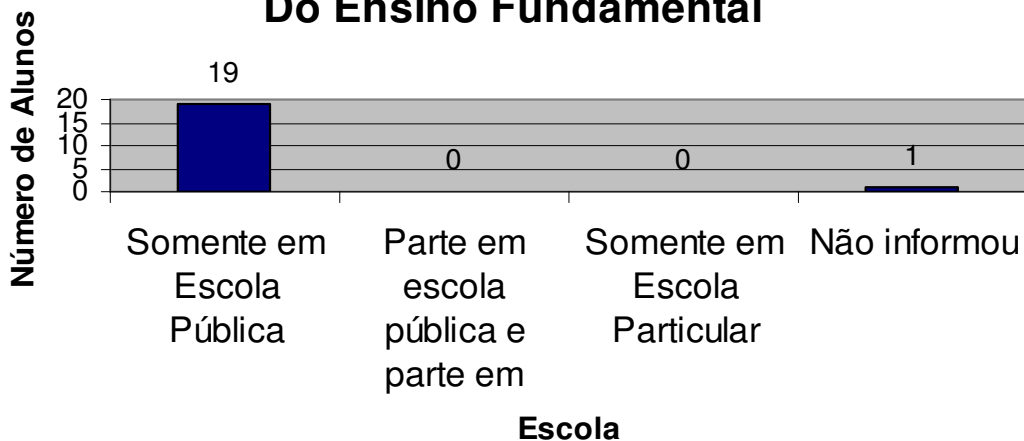 Do Ensino Fundamental
Número de Alunos
20
15
10
5
0
19
0
0
1
Somente em
Escola
Pública
Parte em
escola
pública e
parte em
Somente em
Escola
Particular
Não informou
Escola